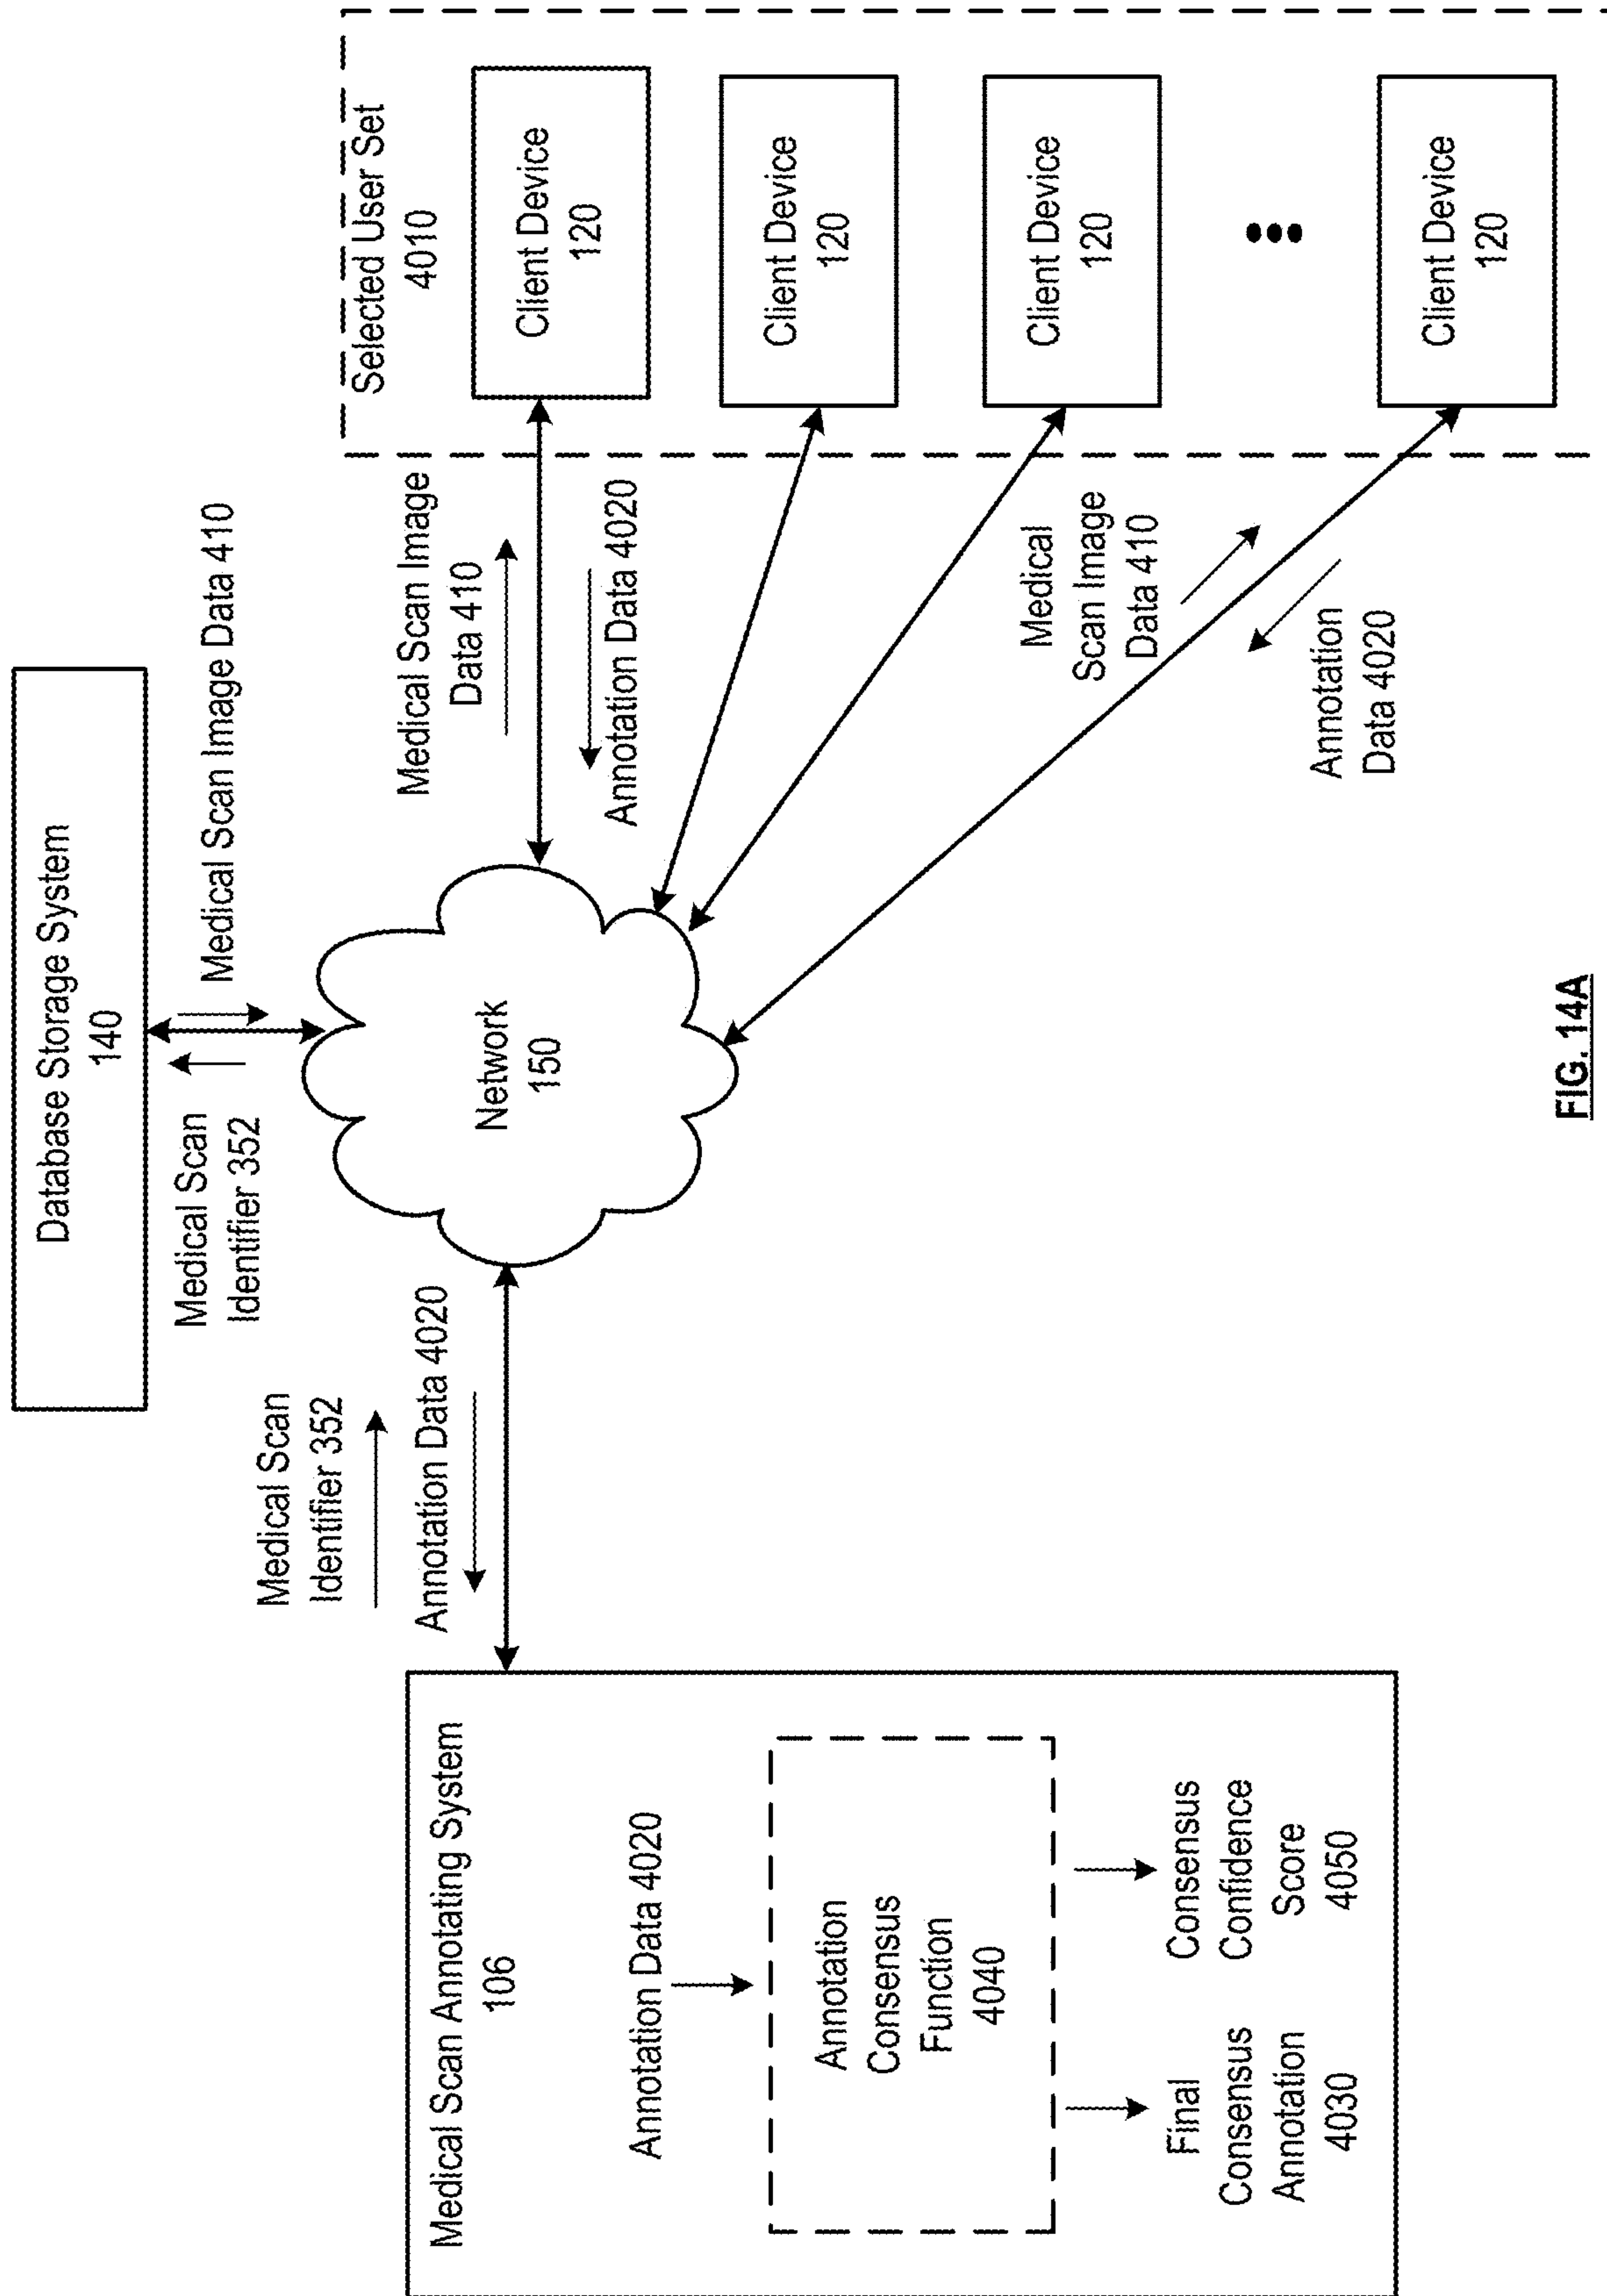 Database Storage System
140
Medical Scan
Identifier 352
Medical Scan Image Data 410
Medical Scan
Identifier 352
Annotation Data 4020
Network
150
Medical Scan Image
Data 410
Annotation Data 4020
Medical
Scan Image
Data 410
Annotation
Data 4020
Selected User Set
4010
Client Device
120
Client Device
120
Client Device
120
Client Device
120
Medical Scan Annotating System
106
Annotation Data 4020
Annotation
Consensus
Function
4040
Final
Consensus
Annotation
4030
Consensus
Confidence
Score
4050
FIG. 14A